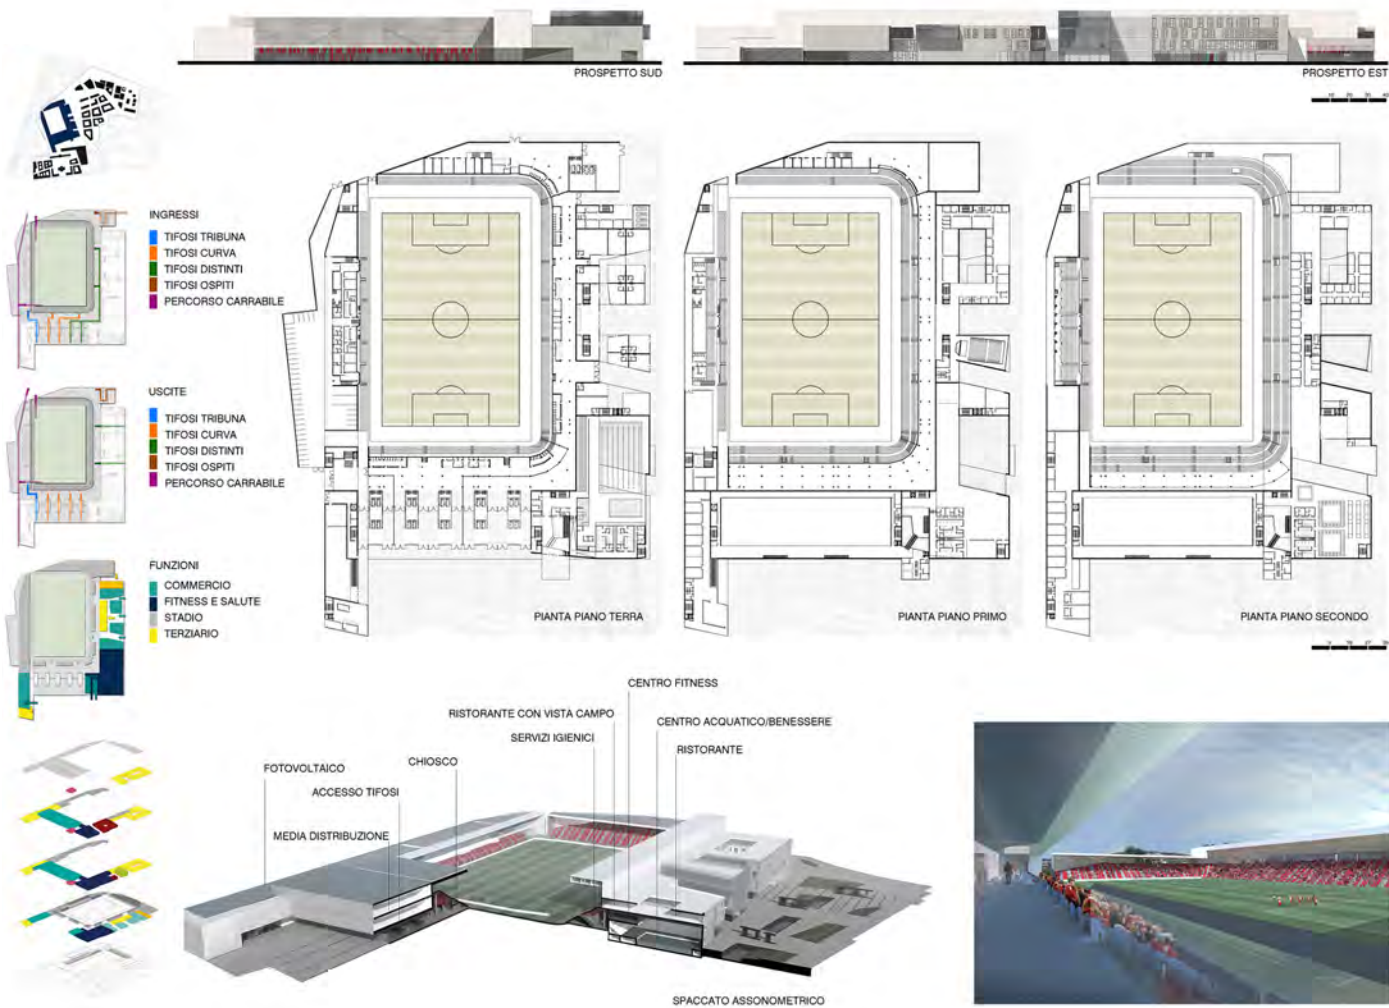 PROSPETTO SUD
PROSPETTO EST
INGRESSI
TIFOSI TRIBUNA
TIFOSI CURVA
TIFOSI DISTINTI
TIFOSI OSPITI
PERCORSO CARRABILE
USCITE
TIFOSI TRIBUNA
TIFOSI CURVA
TIFOSI DISTINTI
TIFOSI OSPITI
PERCORSO CARRABILE
FUNZIONI
COMMERCIO
FITNESS E SALUTE
STADIO
TERZIARIO
PIANTA PIANO TERRA
PIANTA PIANO PRIMO
PIANTA PIANO SECONDO
CENTRO FITNESS
RISTORANTE CON VISTA CAMPO
CENTRO ACQUATICO/BENESSERE
SERVIZI IGIENICI
RISTORANTE
CHIOSCO
FOTOVOLTAICO
ACCESSO TIFOSI
MEDIA DISTRIBUZIONE
SPACCATO ASSONOMETRICO